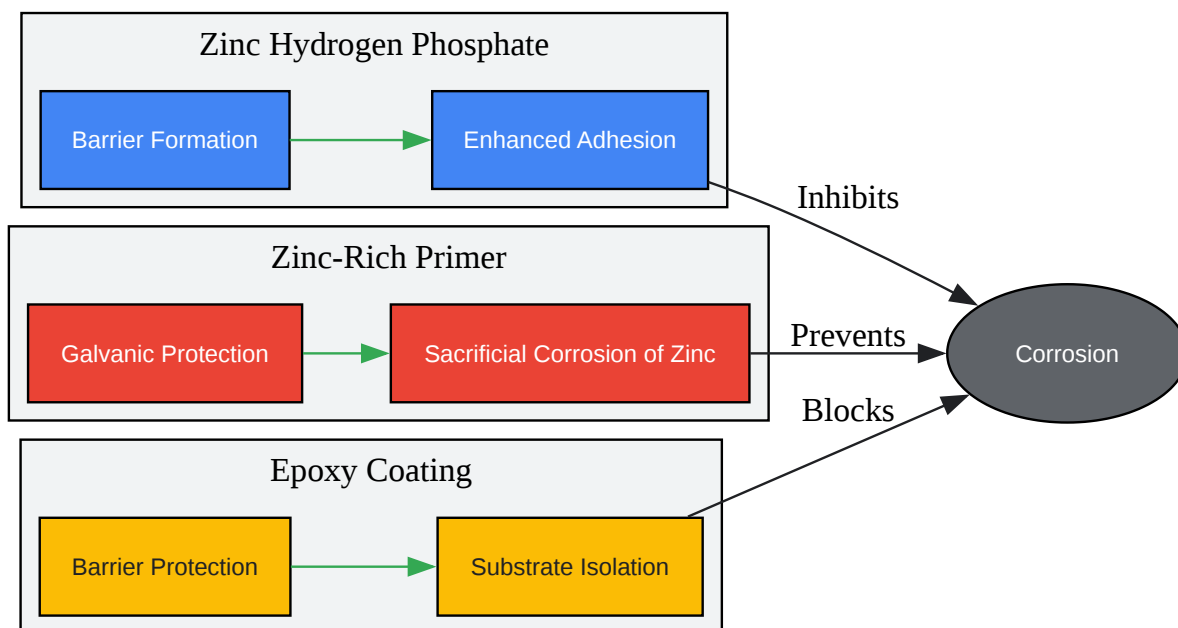 Zinc Hydrogen Phosphate
Barrier Formation
Enhanced Adhesion
Inhibits
Zinc-Rich Primer
Galvanic Protection
Sacrificial Corrosion of Zinc
Prevents
Corrosion
Blocks
Epoxy Coating
Barrier Protection
Substrate Isolation